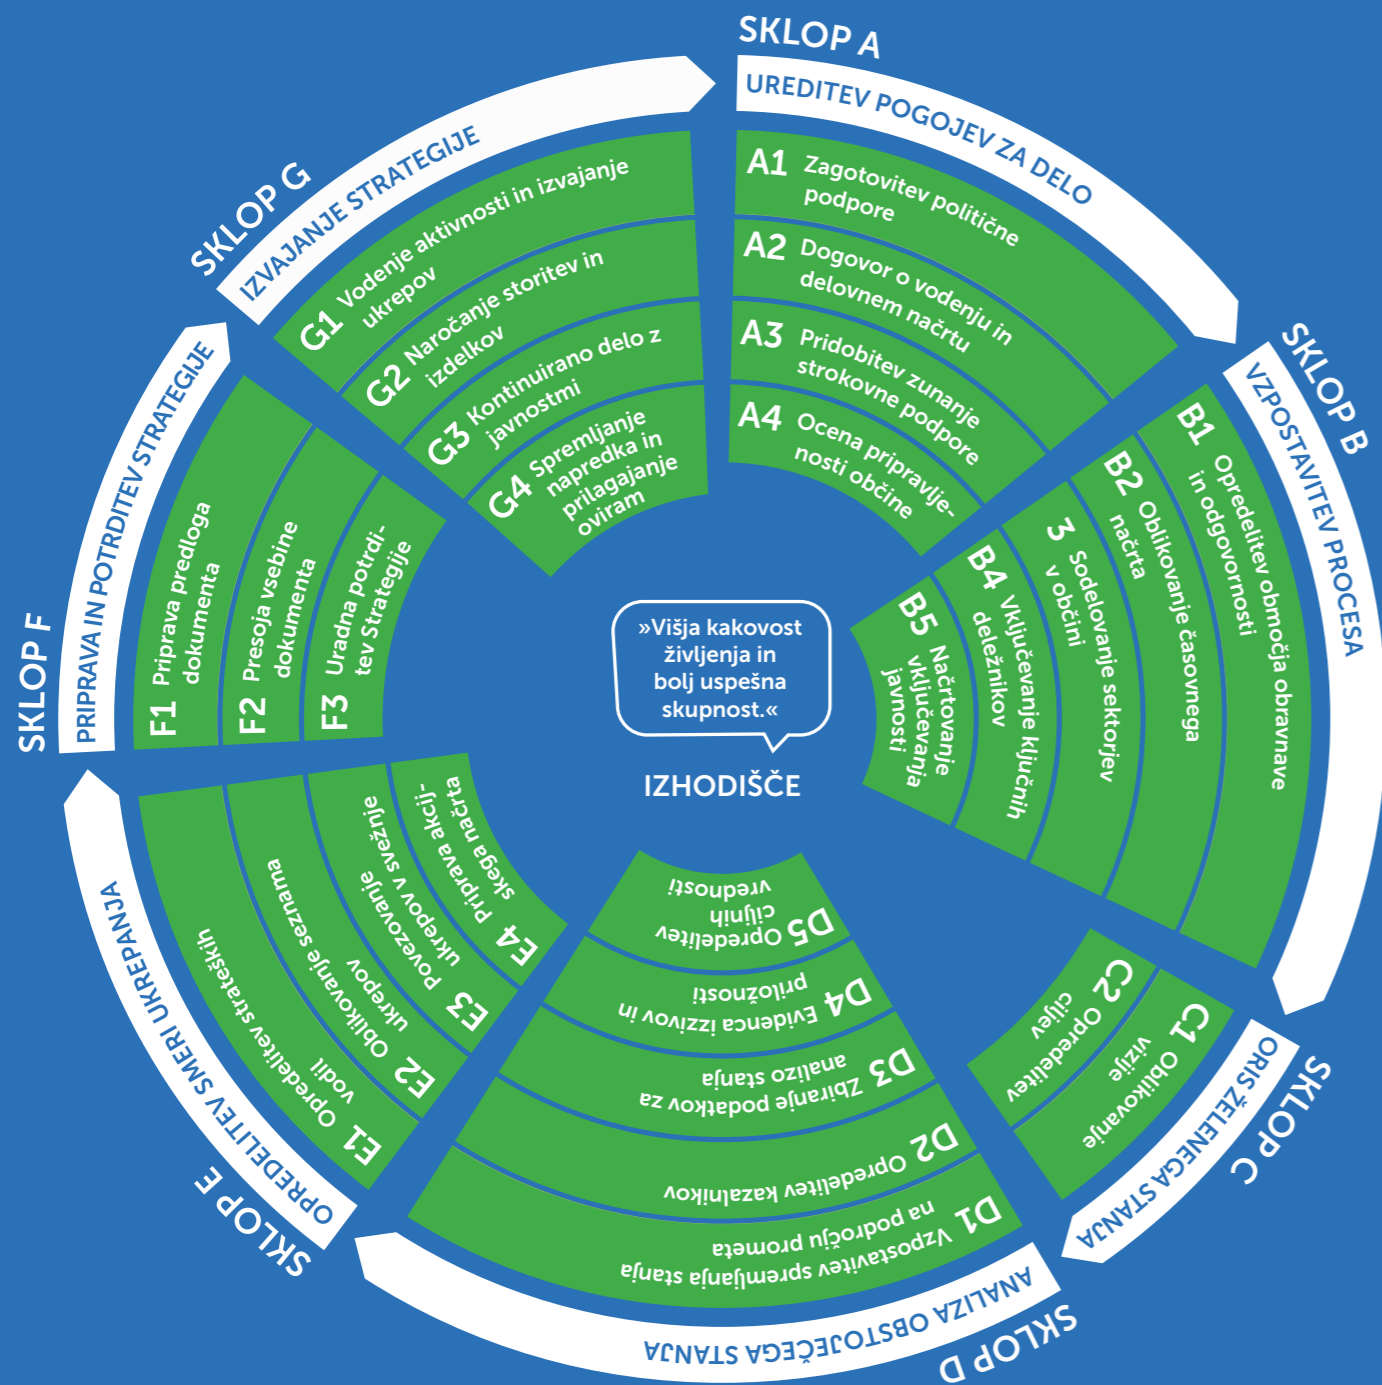 SKLOP A
UREDITEV POGOJEV ZA DELO
A1 Zagotovitev politične
podpore
A2 Dogovor o vodenju in
delovnem načrtu
A3 Pridobitev zunanje
strokovne podpore
A4 Ocena pripravlje-
nosti občine
SKLOP B
VZPOSTAVITEV PROCESA
B1 Opredelitev območja obravnave
in odgovornosti
B2 Oblikovanje časovnega
načrta
3 Sodelovanje sektorjev
v občini
B4 Vključevanje ključnih
deležnikov
B5 Načrtovanje
vključevanja
javnosti
SKLOP C
ORIS ŽELENEGA STANJA
C1 Oblikovanje
vizije
C2 Opredelitev
ciljev
SKLOP D
ANALIZA OBSTOJEČEGA STANJA
D1 Vzpostavitev spremljanja stanja
na področju prometa
D2 Opredelitev kazalnikov
D3 Zbiranje podatkov za
analizo stanja
D4 Evidenca izzivov in
priložnosti
D5 Opredelitev
ciljnih
vrednosti
SKLOP E
OPREDELITEV SMERI UKREPANJA
E1 Opredelitev strateških
vodil
E2 Oblikovanje seznama
ukrepov
E3 Povezovanje
ukrepov v svežnje
E4 Priprava akcij-
skega načrta
SKLOP F
PRIPRAVA IN POTRDITEV STRATEGIJE
F1 Priprava predloga
dokumenta
F2 Presoja vsebine
dokumenta
F3 Uradna potrdi-
tev Strategije
SKLOP G
IZVAJANJE STRATEGIJE
G1 Vodenje aktivnosti in izvajanje
ukrepov
G2 Naročanje storitev in
izdelkov
G3 Kontinuirano delo z
javnostmi
G4 Spremljanje
napredka in
prilagajanje
oviram
»Višja kakovost
življenja in
bolj uspešna
skupnost.«
IZHODIŠČE